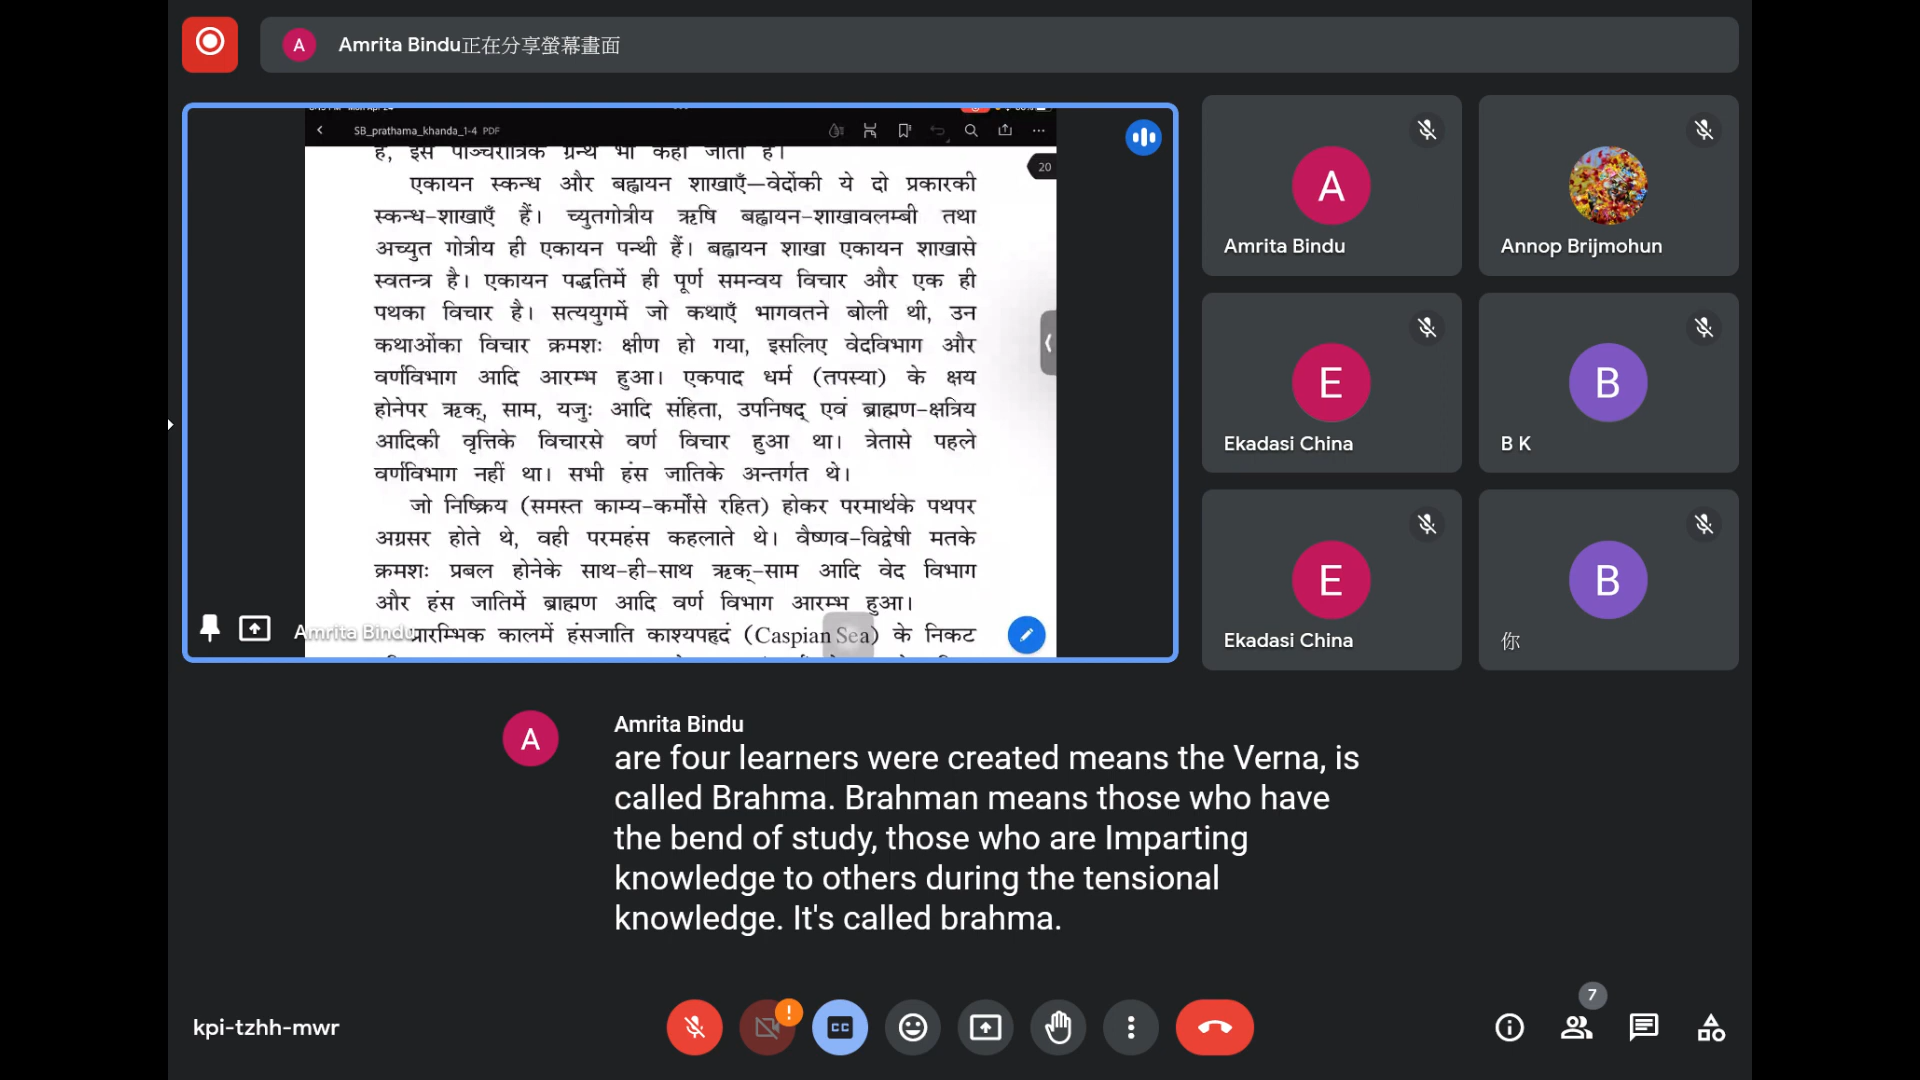 Amrita Bindu正在分享螢幕畫面
SB_prathama_khanda_1-4 PDF
20
है, इसे पाञ्चरात्रिक ग्रन्थ भी कहा जाता है।
एकायन स्कन्ध और बह्वायन शाखाएँ—वेदोंकी ये दो प्रकारकी
स्कन्ध-शाखाएँ हैं। च्युतगोत्रीय ऋषि बह्वायन-शाखावलम्बी तथा
अच्युत गोत्रीय ही एकायन पन्थी हैं। बह्वायन शाखा एकायन शाखासे
स्वतन्त्र है। एकायन पद्धतिमें ही पूर्ण समन्वय विचार और एक ही
पथका विचार है। सत्ययुगमें जो कथाएँ भागवतने बोली थी, उन
कथाओंका विचार क्रमशः क्षीण हो गया, इसलिए वेदविभाग और
वर्णविभाग आदि आरम्भ हुआ। एकपाद धर्म (तपस्या) के क्षय
होनेपर ऋक्, साम, यजुः आदि संहिता, उपनिषद् एवं ब्राह्मण-क्षत्रिय
आदिकी वृत्तिके विचारसे वर्ण विचार हुआ था। त्रेतासे पहले
वर्णविभाग नहीं था। सभी हंस जातिके अन्तर्गत थे।
जो निष्क्रिय (समस्त काम्य-कर्मोंसे रहित) होकर परमार्थके पथपर
अग्रसर होते थे, वही परमहंस कहलाते थे। वैष्णव-विद्वेषी मतके
क्रमशः प्रबल होनेके साथ-ही-साथ ऋक्-साम आदि वेद विभाग
और हंस जातिमें ब्राह्मण आदि वर्ण विभाग आरम्भ हुआ।
प्रारम्भिक कालमें हंसजाति काश्यपहृदं (Caspian Sea) के निकट
Amrita Bindu
A
Amrita Bindu
Annop Brijmohun
E
Ekadasi China
B
B K
E
Ekadasi China
B
你
A
Amrita Bindu
are four learners were created means the Verna, is
called Brahma. Brahman means those who have
the bend of study, those who are Imparting
knowledge to others during the tensional
knowledge. It's called brahma.
kpi-tzhh-mwr
CC
7